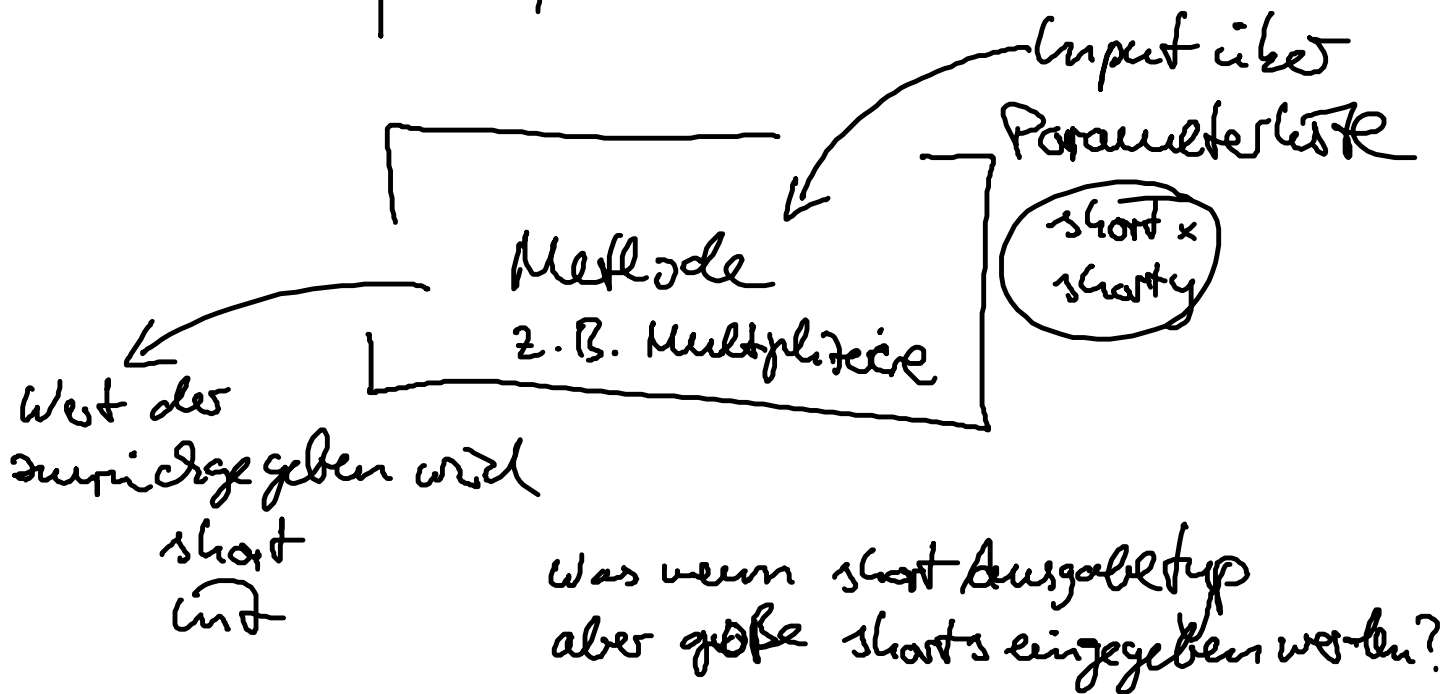 Input über
Parameterliste
short x
short y
Methode
z.B. Multipliziere
Wert der
zurückgegeben wird
short
int
Was wenn short Ausgabetyp
aber große shorts eingegeben werden?